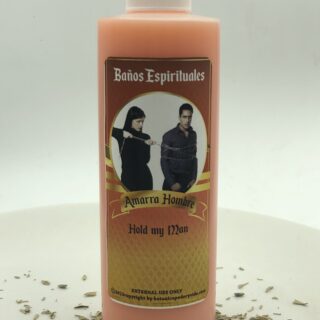 Baños Espirituales
Amarra Hombre
Hold my Man
EXTERNAL USE ONLY